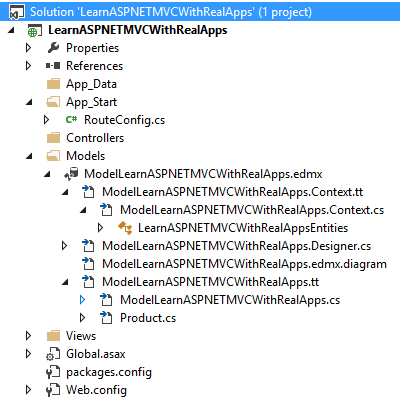 Solution 'LearnASPNETMVCWithRealApps' (1 project)
LearnASPNETMVCWithRealApps
Properties
References
App_Data
App_Start
C# RouteConfig.cs
Controllers
Models
ModelLearnASPNETMVCWithRealApps.edmx
ModelLearnASPNETMVCWithRealApps.Context.tt
ModelLearnASPNETMVCWithRealApps.Context.cs
LearnASPNETMVCWithRealAppsEntities
ModelLearnASPNETMVCWithRealApps.Designer.cs
ModelLearnASPNETMVCWithRealApps.edmx.diagram
ModelLearnASPNETMVCWithRealApps.tt
ModelLearnASPNETMVCWithRealApps.cs
Product.cs
Views
Global.asax
packages.config
Web.config